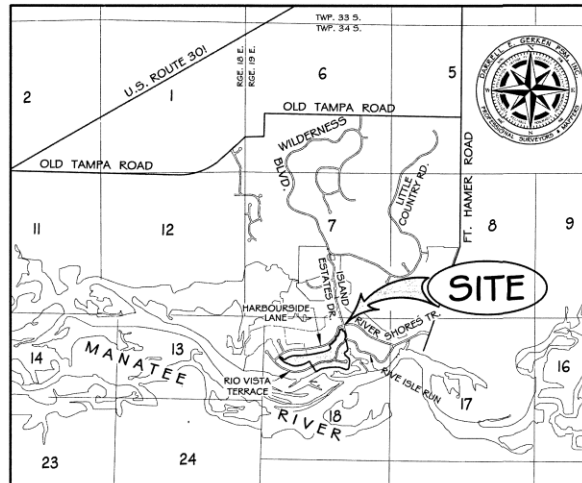 TWP. 33 S.
TWP. 34 S.
RGE. 18 E.
RGE. 19 E.
U.S. ROUTE 301
2
1
6
5
DARRELL E. GERKEN PSM, INC.
PROFESSIONAL SURVEYORS & MAPPERS
OLD TAMPA ROAD
OLD TAMPA ROAD
WILDERNESS
BLVD.
LITTLE
COUNTRY RD.
FT. HAMER ROAD
11
12
7
8
9
ISLAND
ESTATES DR.
SITE
HARBOURSIDE
LANE
RIVER SHORES TR.
14
13
MANATEE
RIO VISTA
TERRACE
RIVE ISLE RUN
16
17
18
RIVER
23
24